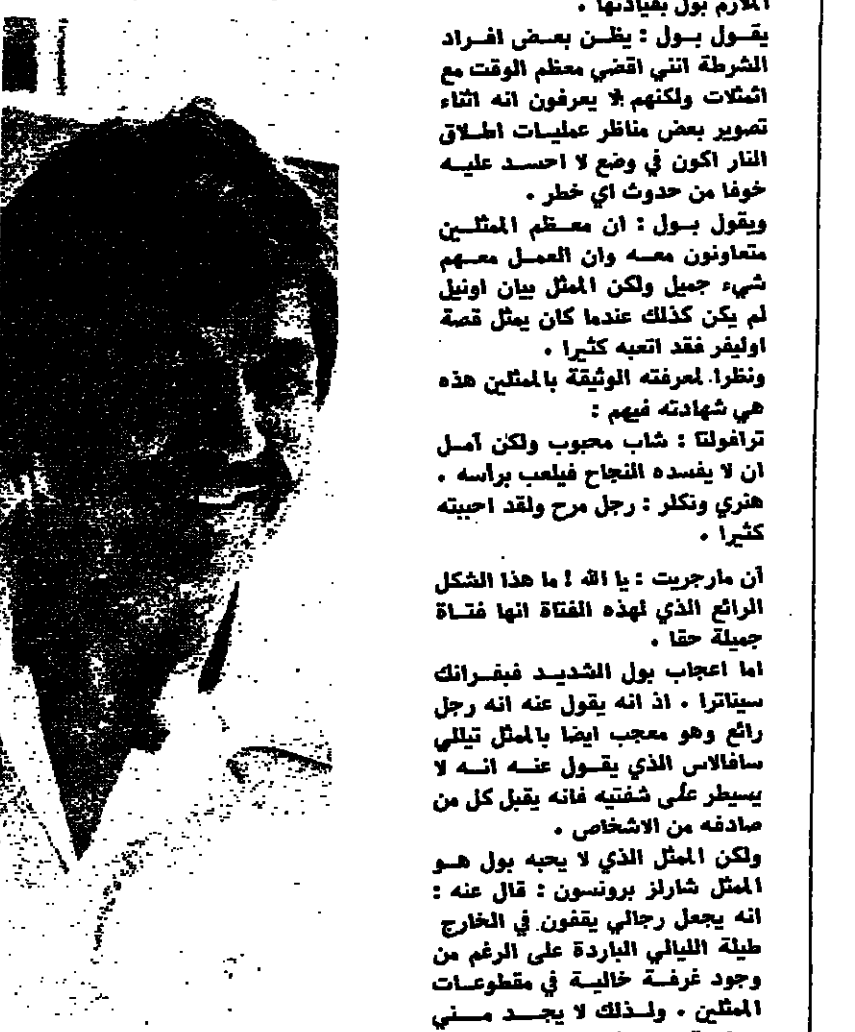 الملازم بول بقيادتها .
يقول بول : يظن بعض افراد
الشرطة انني اقضي معظم الوقت مع
الممثلات ولكنهم لا يعرفون انه اثناء
تصوير بعض مناظر عمليات اطلاق
النار اكون في وضع لا احسد عليه
خوفا من حدوث اي خطر .
ويقول بول : ان معظم الممثلين
متعاونون معه وان العمل معهم
شيء جميل ولكن الممثل بيان اونيل
لم يكن كذلك عندما كان يمثل قصة
اوليفر فقد اتعبه كثيرا .
ونظرا لمعرفته الوثيقة بالممثلين هذه
هي شهادته فيهم :
ترافولتا : شاب محبوب ولكن آمل
ان لا يفسده النجاح فيلعب برأسه .
هنري ونكلر : رجل مرح ولقد احببته
كثيرا .
آن مارجريت : يا الله ! ما هذا الشكل
الرائع الذي لهذه الفتاة انها فتاة
جميلة حقا .
اما اعجاب بول الشديد فبفرانك
سيناترا . اذ انه يقول عنه انه رجل
رائع وهو معجب ايضا بالممثل تيللي
سافالاس الذي يقول عنه انه لا
يسيطر على شفتيه فانه يقبل كل من
صادفه من الاشخاص .
ولكن الممثل الذي لا يحبه بول هو
الممثل شارلز برونسون : قال عنه :
انه يجعل رجالي يقفون في الخارج
طيلة الليالي الباردة على الرغم من
وجود غرفة خالية في مقطوعات
الممثلين . ولذلك لا يجد مني